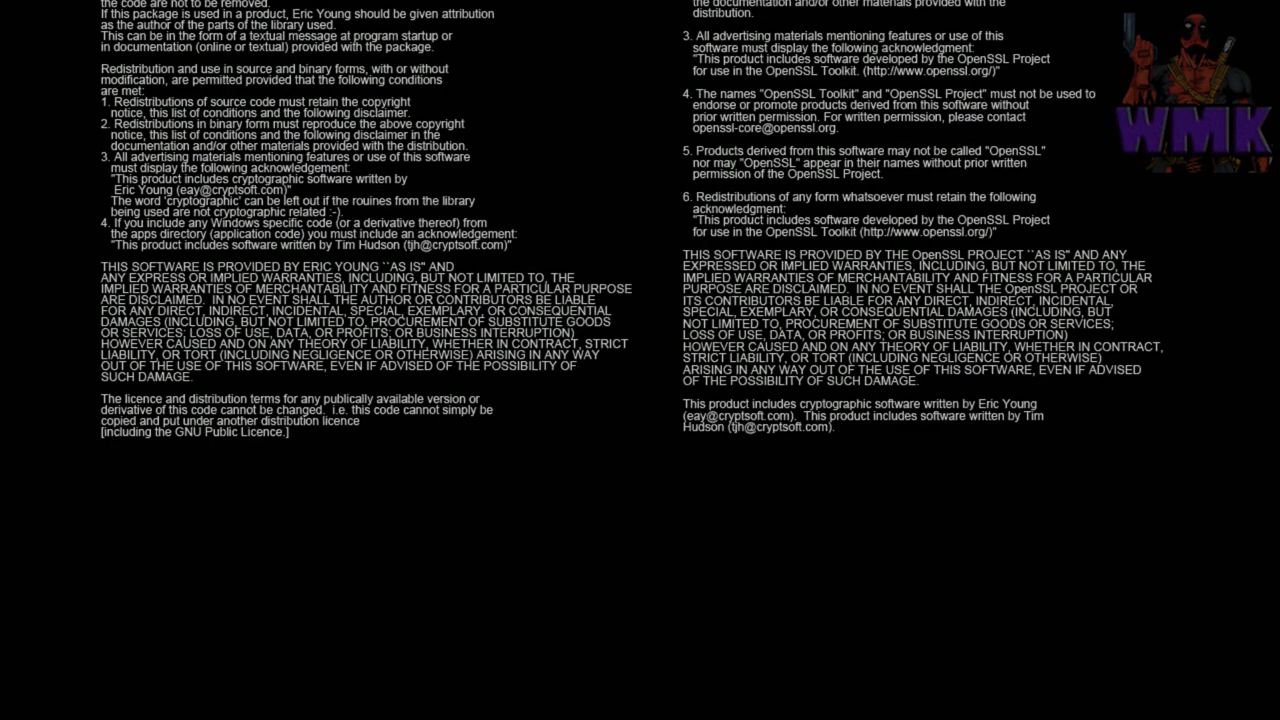 the code are not to be removed.
If this package is used in a product, Eric Young should be given attribution
as the author of the parts of the library used.
This can be in the form of a textual message at program startup or
in documentation (online or textual) provided with the package.
Redistribution and use in source and binary forms, with or without
modification, are permitted provided that the following conditions
are met:
1. Redistributions of source code must retain the copyright
notice, this list of conditions and the following disclaimer.
2. Redistributions in binary form must reproduce the above copyright
notice, this list of conditions and the following disclaimer in the
documentation and/or other materials provided with the distribution.
3. All advertising materials mentioning features or use of this software
must display the following acknowledgement:
"This product includes cryptographic software written by
Eric Young (eay@cryptsoft.com)"
The word 'cryptographic' can be left out if the rouines from the library
being used are not cryptographic related :-).
4. If you include any Windows specific code (or a derivative thereof) from
the apps directory (application code) you must include an acknowledgement:
"This product includes software written by Tim Hudson (tjh@cryptsoft.com)"
THIS SOFTWARE IS PROVIDED BY ERIC YOUNG ``AS IS'' AND
ANY EXPRESS OR IMPLIED WARRANTIES, INCLUDING, BUT NOT LIMITED TO, THE
IMPLIED WARRANTIES OF MERCHANTABILITY AND FITNESS FOR A PARTICULAR PURPOSE
ARE DISCLAIMED.  IN NO EVENT SHALL THE AUTHOR OR CONTRIBUTORS BE LIABLE
FOR ANY DIRECT, INDIRECT, INCIDENTAL, SPECIAL, EXEMPLARY, OR CONSEQUENTIAL
DAMAGES (INCLUDING, BUT NOT LIMITED TO, PROCUREMENT OF SUBSTITUTE GOODS
OR SERVICES; LOSS OF USE, DATA, OR PROFITS; OR BUSINESS INTERRUPTION)
HOWEVER CAUSED AND ON ANY THEORY OF LIABILITY, WHETHER IN CONTRACT, STRICT
LIABILITY, OR TORT (INCLUDING NEGLIGENCE OR OTHERWISE) ARISING IN ANY WAY
OUT OF THE USE OF THIS SOFTWARE, EVEN IF ADVISED OF THE POSSIBILITY OF
SUCH DAMAGE.
The licence and distribution terms for any publically available version or
derivative of this code cannot be changed.  i.e. this code cannot simply be
copied and put under another distribution licence
[including the GNU Public Licence.]
the documentation and/or other materials provided with the
distribution.
3. All advertising materials mentioning features or use of this
software must display the following acknowledgment:
"This product includes software developed by the OpenSSL Project
for use in the OpenSSL Toolkit. (http://www.openssl.org/)"
4. The names "OpenSSL Toolkit" and "OpenSSL Project" must not be used to
endorse or promote products derived from this software without
prior written permission. For written permission, please contact
openssl-core@openssl.org.
5. Products derived from this software may not be called "OpenSSL"
nor may "OpenSSL" appear in their names without prior written
permission of the OpenSSL Project.
6. Redistributions of any form whatsoever must retain the following
acknowledgment:
"This product includes software developed by the OpenSSL Project
for use in the OpenSSL Toolkit (http://www.openssl.org/)"
THIS SOFTWARE IS PROVIDED BY THE OpenSSL PROJECT ``AS IS'' AND ANY
EXPRESSED OR IMPLIED WARRANTIES, INCLUDING, BUT NOT LIMITED TO, THE
IMPLIED WARRANTIES OF MERCHANTABILITY AND FITNESS FOR A PARTICULAR
PURPOSE ARE DISCLAIMED.  IN NO EVENT SHALL THE OpenSSL PROJECT OR
ITS CONTRIBUTORS BE LIABLE FOR ANY DIRECT, INDIRECT, INCIDENTAL,
SPECIAL, EXEMPLARY, OR CONSEQUENTIAL DAMAGES (INCLUDING, BUT
NOT LIMITED TO, PROCUREMENT OF SUBSTITUTE GOODS OR SERVICES;
LOSS OF USE, DATA, OR PROFITS; OR BUSINESS INTERRUPTION)
HOWEVER CAUSED AND ON ANY THEORY OF LIABILITY, WHETHER IN CONTRACT,
STRICT LIABILITY, OR TORT (INCLUDING NEGLIGENCE OR OTHERWISE)
ARISING IN ANY WAY OUT OF THE USE OF THIS SOFTWARE, EVEN IF ADVISED
OF THE POSSIBILITY OF SUCH DAMAGE.
This product includes cryptographic software written by Eric Young
(eay@cryptsoft.com).  This product includes software written by Tim
Hudson (tjh@cryptsoft.com).
WMK